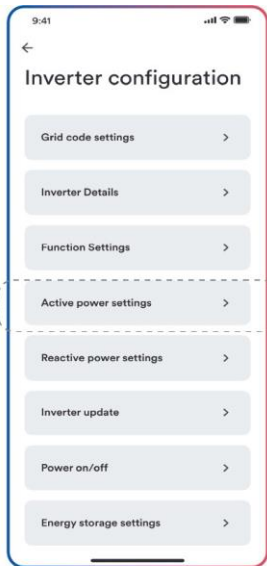 9:41
Inverter configuration
Grid code settings
Inverter Details
Function Settings
Active power settings
Reactive power settings
Inverter update
Power on/off
Energy storage settings